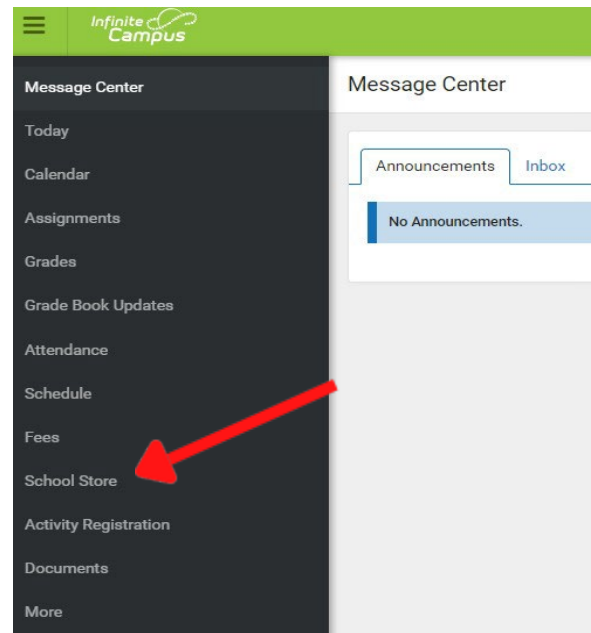 Infinite
Campus
Message Center
Message Center
Today
Calendar
Assignments
Grades
Grade Book Updates
Attendance
Schedule
Fees
School Store
Activity Registration
Documents
More
Announcements
Inbox
No Announcements.